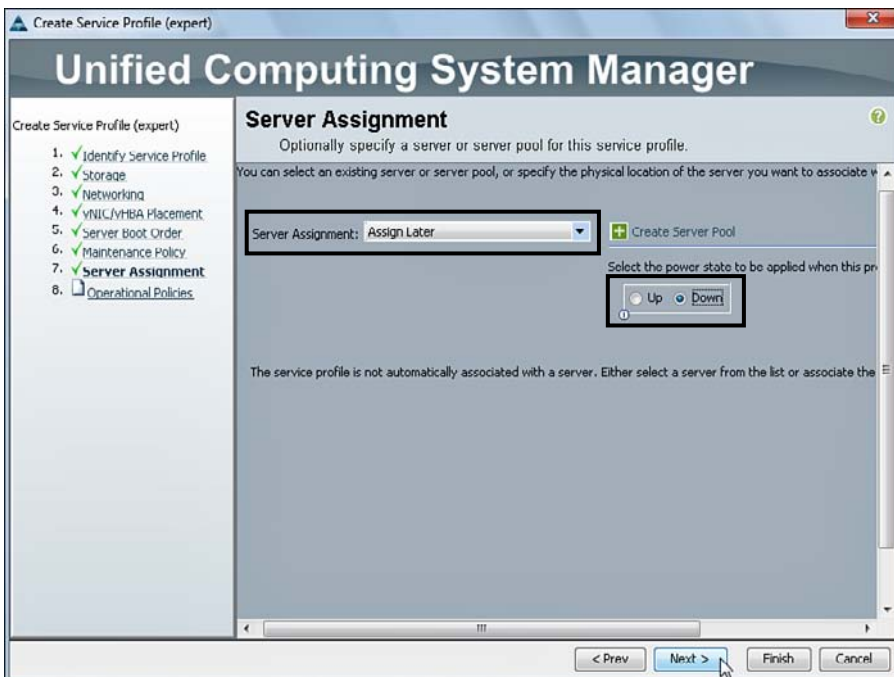 Create Service Profile (expert)
Unified Computing System Manager
Create Service Profile (expert)
1. Identify Service Profile
2. Storage
3. Networking
4. vNIC/vHBA Placement
5. Server Boot Order
6. Maintenance Policy
7. Server Assignment
8. Operational Policies
Server Assignment
Optionally specify a server or server pool for this service profile.
You can select an existing server or server pool, or specify the physical location of the server you want to associate w
Server Assignment: Assign Later
Create Server Pool
Select the power state to be applied when this pr
Up Down
The service profile is not automatically associated with a server. Either select a server from the list or associate the
< Prev Next > Finish Cancel